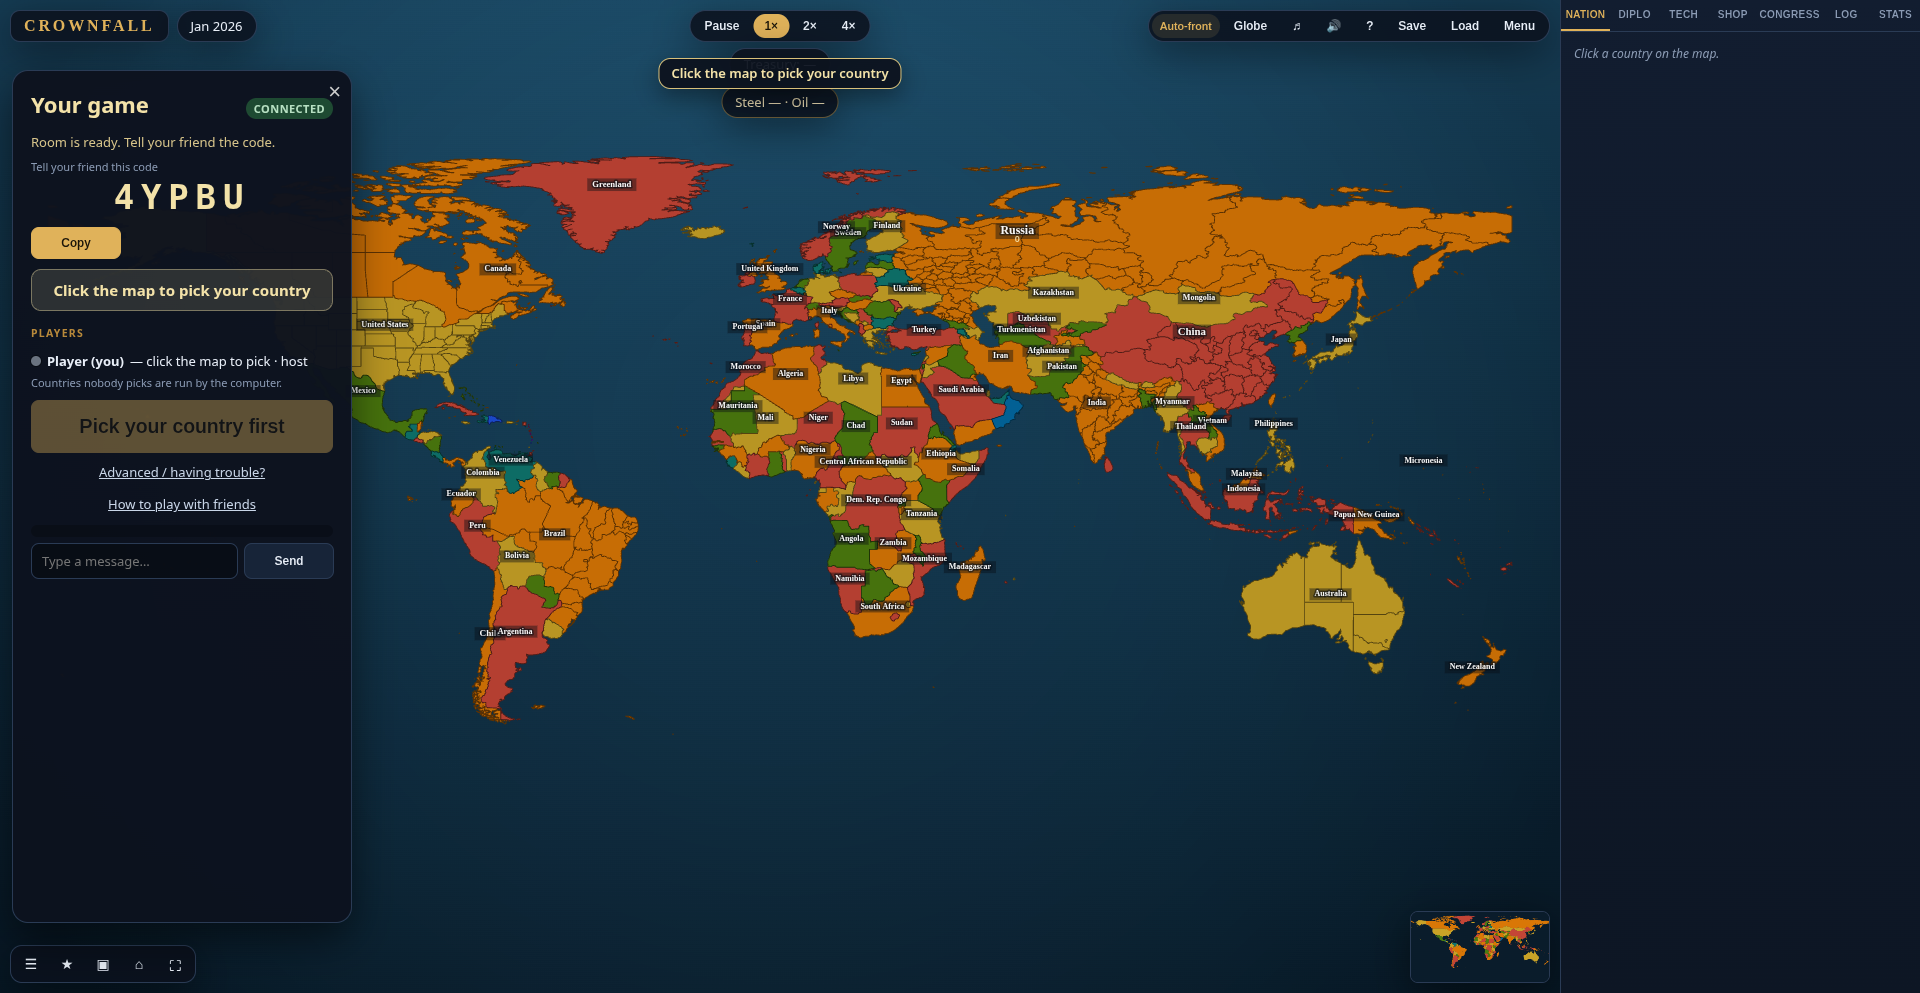 CROWNFALL
Jan 2026
Pause 1× 2× 4×
Auto-front Globe ? Save Load Menu
NATION DIPLO TECH SHOP CONGRESS LOG STATS
Click a country on the map.
Click the map to pick your country
Steel — · Oil —
Your game
CONNECTED
Room is ready. Tell your friend the code.
Tell your friend this code
4YPBU
Copy
Click the map to pick your country
PLAYERS
Player (you) — click the map to pick · host
Countries nobody picks are run by the computer.
Pick your country first
Advanced / having trouble?
How to play with friends
Type a message...
Send
Greenland
Norway
Sweden
Finland
Russia
0
Canada
United Kingdom
Ukraine
Kazakhstan
Mongolia
France
Italy
United States
Portugal
Spain
Turkey
Uzbekistan
Turkmenistan
China
Japan
Iran
Afghanistan
Pakistan
Morocco
Algeria
Libya
Egypt
Saudi Arabia
Mexico
Mauritania
Mali
Niger
Chad
Sudan
India
Myanmar
Vietnam
Thailand
Philippines
Nigeria
Central African Republic
Ethiopia
Somalia
Venezuela
Colombia
Micronesia
Malaysia
Indonesia
Ecuador
Dem. Rep. Congo
Tanzania
Papua New Guinea
Peru
Brazil
Angola
Zambia
Bolivia
Mozambique
Madagascar
Namibia
Australia
South Africa
Chile
Argentina
New Zealand